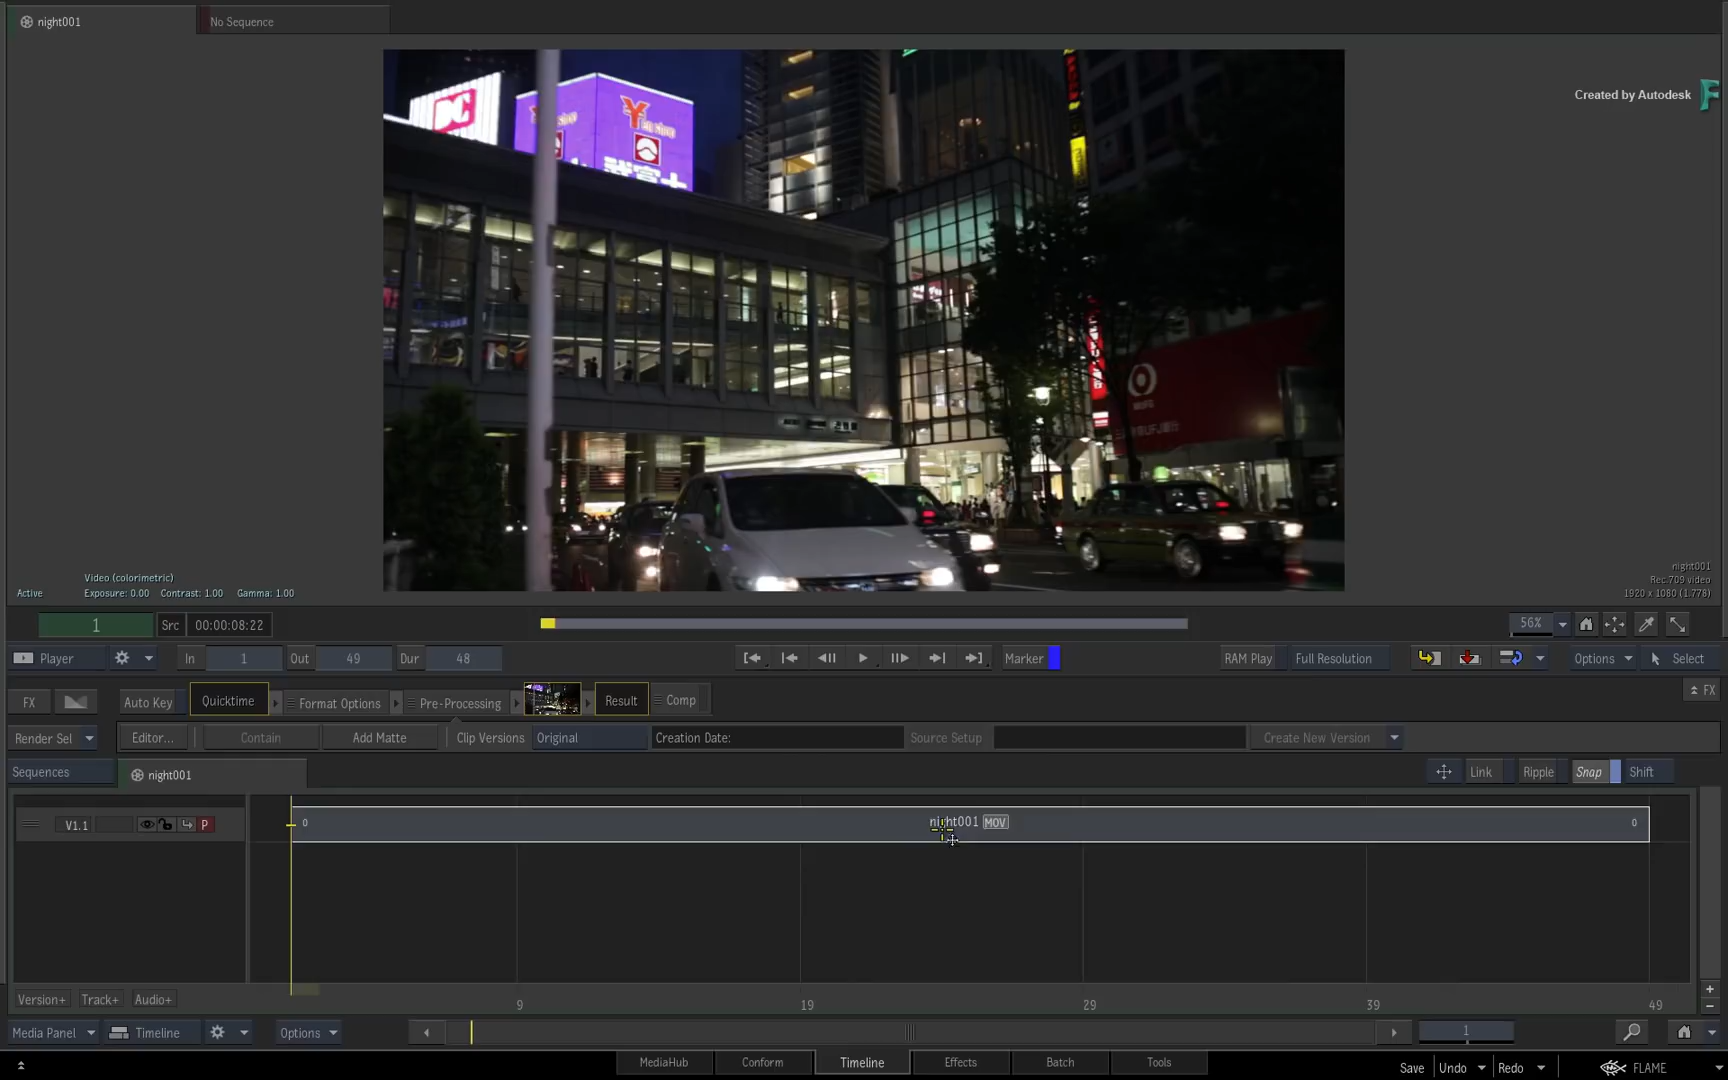 night001
No Sequence
Created by Autodesk
Video (colorimetric)
Active
Exposure: 0.00 Contrast: 1.00 Gamma: 1.00
night001
Rec.709 video
1920 x 1080 (1.778)
1
Src
00:00:08:22
56%
Player
In
1
Out
49
Dur
48
Marker
RAM Play
Full Resolution
Options
Select
FX
Auto Key
Quicktime
Format Options
Pre-Processing
Result
Comp
FX
Render Sel
Editor...
Contain
Add Matte
Clip Versions
Original
Creation Date:
Source Setup
Create New Version
Sequences
night001
Link
Ripple
Snap
Shift
V1.1
P
0
night001 MOV
0
Version+
Track+
Audio+
9
19
29
39
49
Media Panel
Timeline
Options
1
MediaHub
Conform
Timeline
Effects
Batch
Tools
Save
Undo
Redo
FLAME